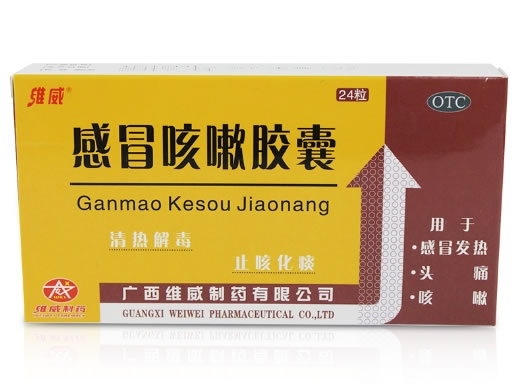 维威®
24粒
OTC
感冒咳嗽胶囊
Ganmao Kesou Jiaonang
清热解毒
止咳化痰
用于
·感冒发热
·头痛
·咳嗽
维威制药
广西维威制药有限公司
GUANGXI WEIWEI PHARMACEUTICAL CO.,LTD